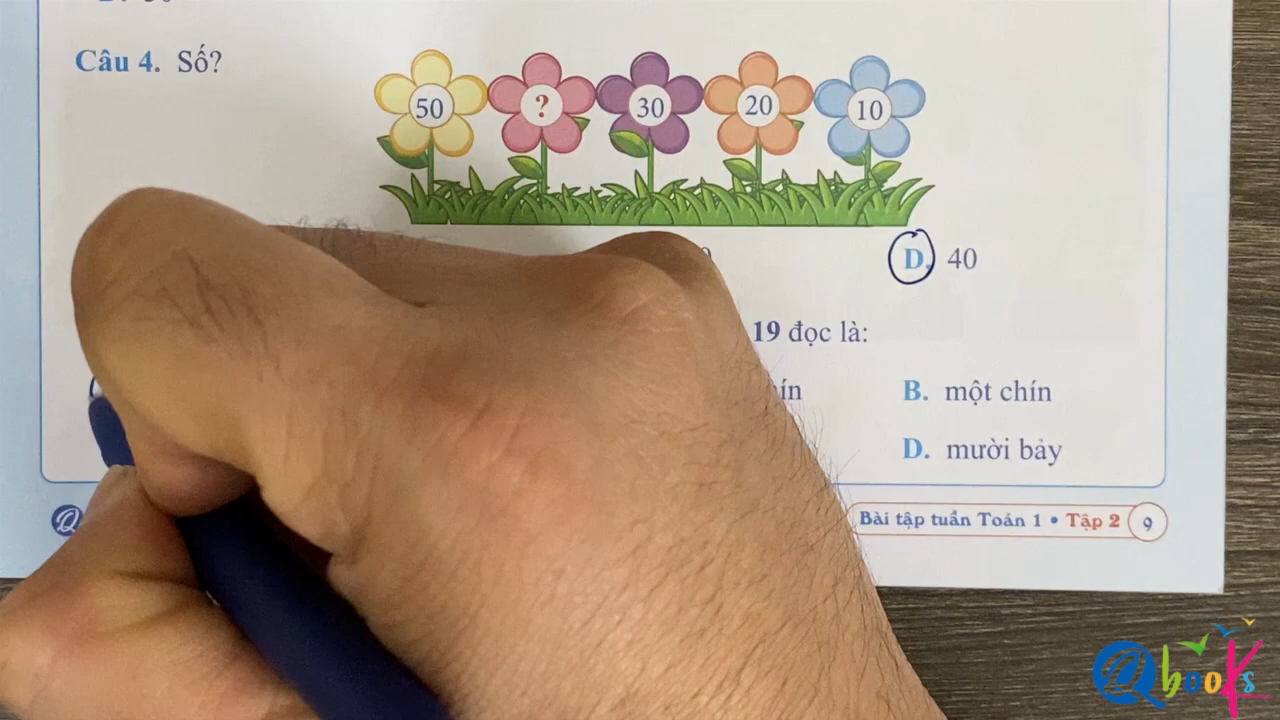 Câu 4. Số?
50 ? 30 20 10
D. 40
19 đọc là:
B. một chín
D. mười bảy
Bài tập tuần Toán 1 • Tập 2 9
Qbooks